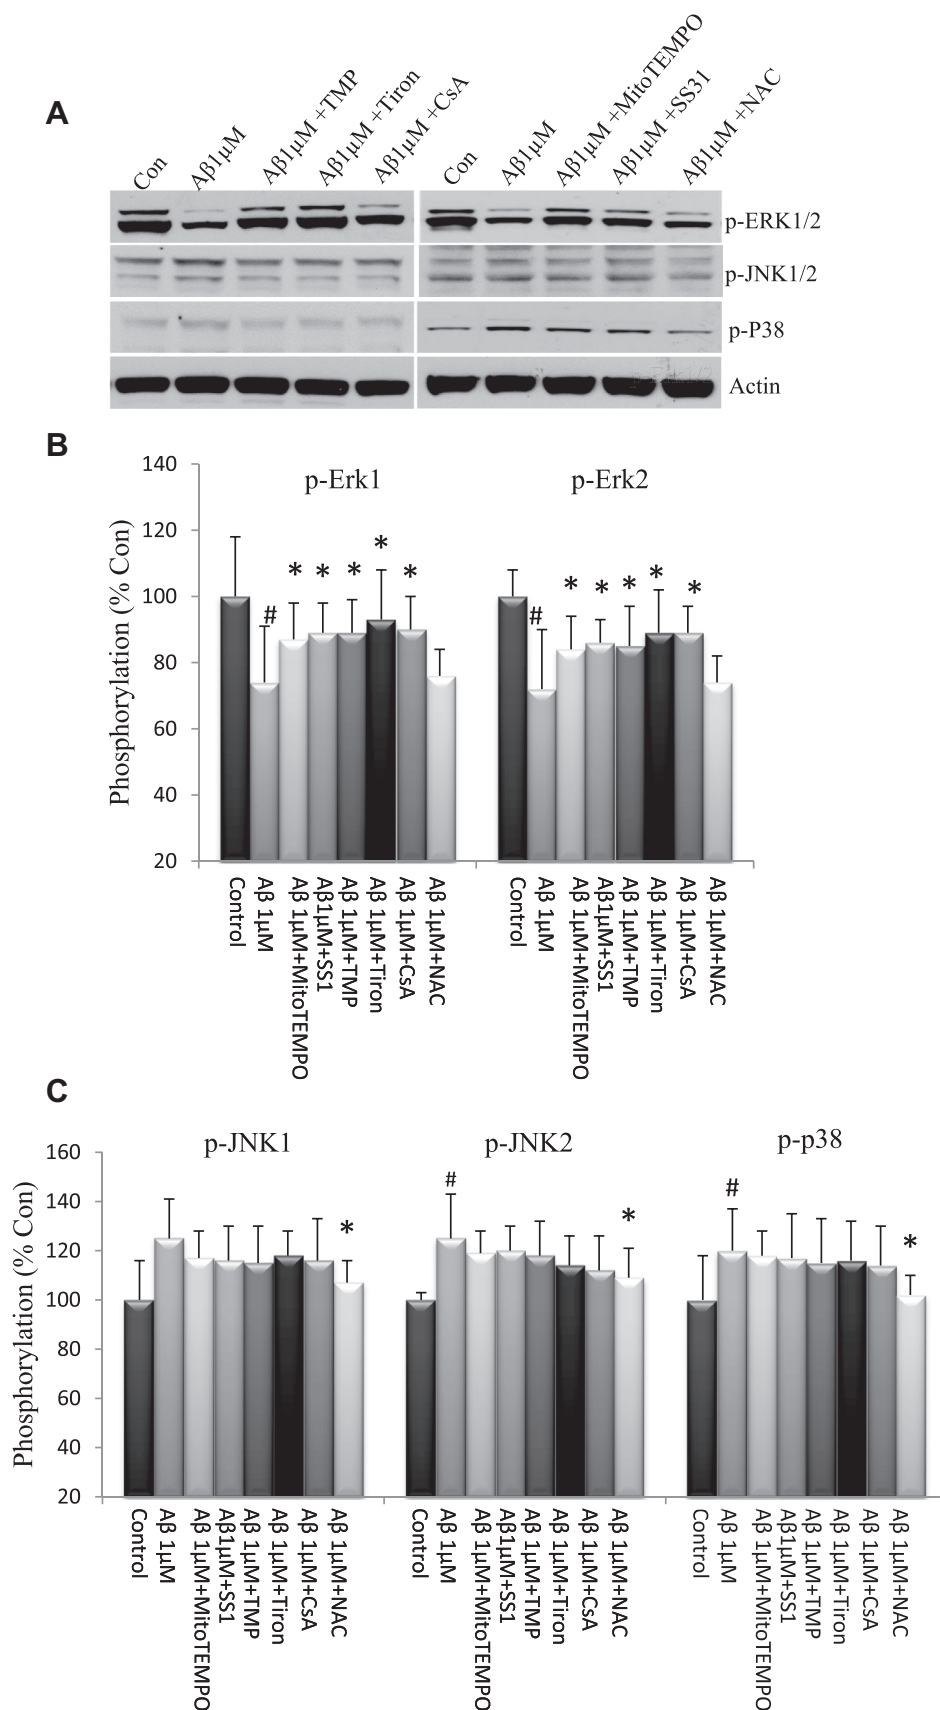 A
Con
Aβ1μM
Aβ1μM +TMP
Aβ1μM +Tiron
Aβ1μM +CsA
Con
Aβ1μM
Aβ1μM +MitoTEMPO
Aβ1μM +SS31
Aβ1μM +NAC
p-ERK1/2
p-JNK1/2
p-P38
p-Erk1/2
Actin
B
Phosphorylation (% Con)
140
120
100
80
60
40
20
p-Erk1
p-Erk2
#
*
*
*
*
*
#
*
*
*
*
*
Control
Aβ 1μM
Aβ 1μM+MitoTEMPO
Aβ1μM+SS1
Aβ 1μM+TMP
Aβ 1μM+Tiron
Aβ 1μM+CsA
Aβ 1μM+NAC
Control
Aβ 1μM
Aβ 1μM+MitoTEMPO
Aβ1μM+SS1
Aβ 1μM+TMP
Aβ 1μM+Tiron
Aβ 1μM+CsA
Aβ 1μM+NAC
C
Phosphorylation (% Con)
160
140
120
100
80
60
40
20
p-JNK1
p-JNK2
p-p38
*
#
*
#
*
Control
Aβ 1μM
Aβ 1μM+MitoTEMPO
Aβ1μM+SS1
Aβ 1μM+TMP
Aβ 1μM+Tiron
Aβ 1μM+CsA
Aβ 1μM+NAC
Control
Aβ 1μM
Aβ 1μM+MitoTEMPO
Aβ1μM+SS1
Aβ 1μM+TMP
Aβ 1μM+Tiron
Aβ 1μM+CsA
Aβ 1μM+NAC
Control
Aβ 1μM
Aβ 1μM+MitoTEMPO
Aβ1μM+SS1
Aβ 1μM+TMP
Aβ 1μM+Tiron
Aβ 1μM+CsA
Aβ 1μM+NAC